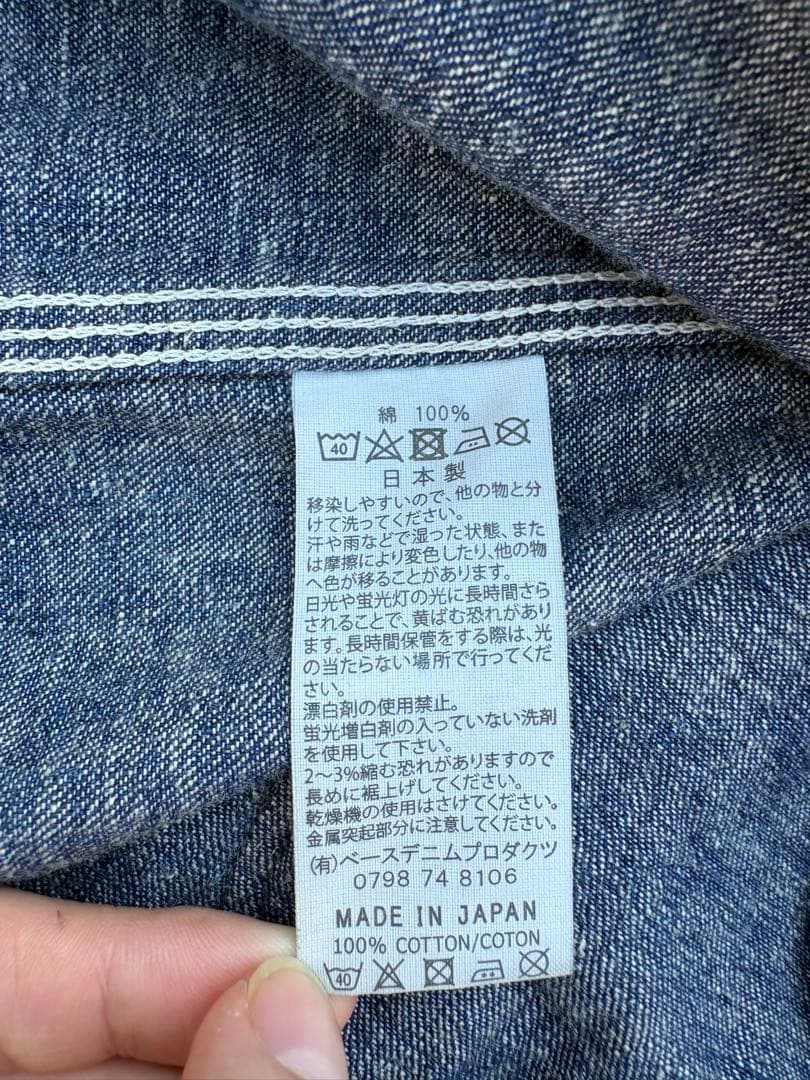 綿 100%
40
日本製
移染しやすいので、他の物と分
けて洗ってください。
汗や雨などで湿った状態、また
は摩擦により変色したり、他の物
へ色が移ることがあります。
日光や蛍光灯の光に長時間さら
されることで、黄ばむ恐れがあり
ます。長時間保管をする際は、光
の当たらない場所で行ってくだ
さい。
漂白剤の使用禁止。
蛍光増白剤の入っていない洗剤
を使用して下さい。
2〜3%縮む恐れがありますので
長めに裾上げしてください。
乾燥機の使用はさけてください。
金属突起部分に注意してください。
(有)ベースデニムプロダクツ
0798 74 8106
MADE IN JAPAN
100% COTTON/COTON
40